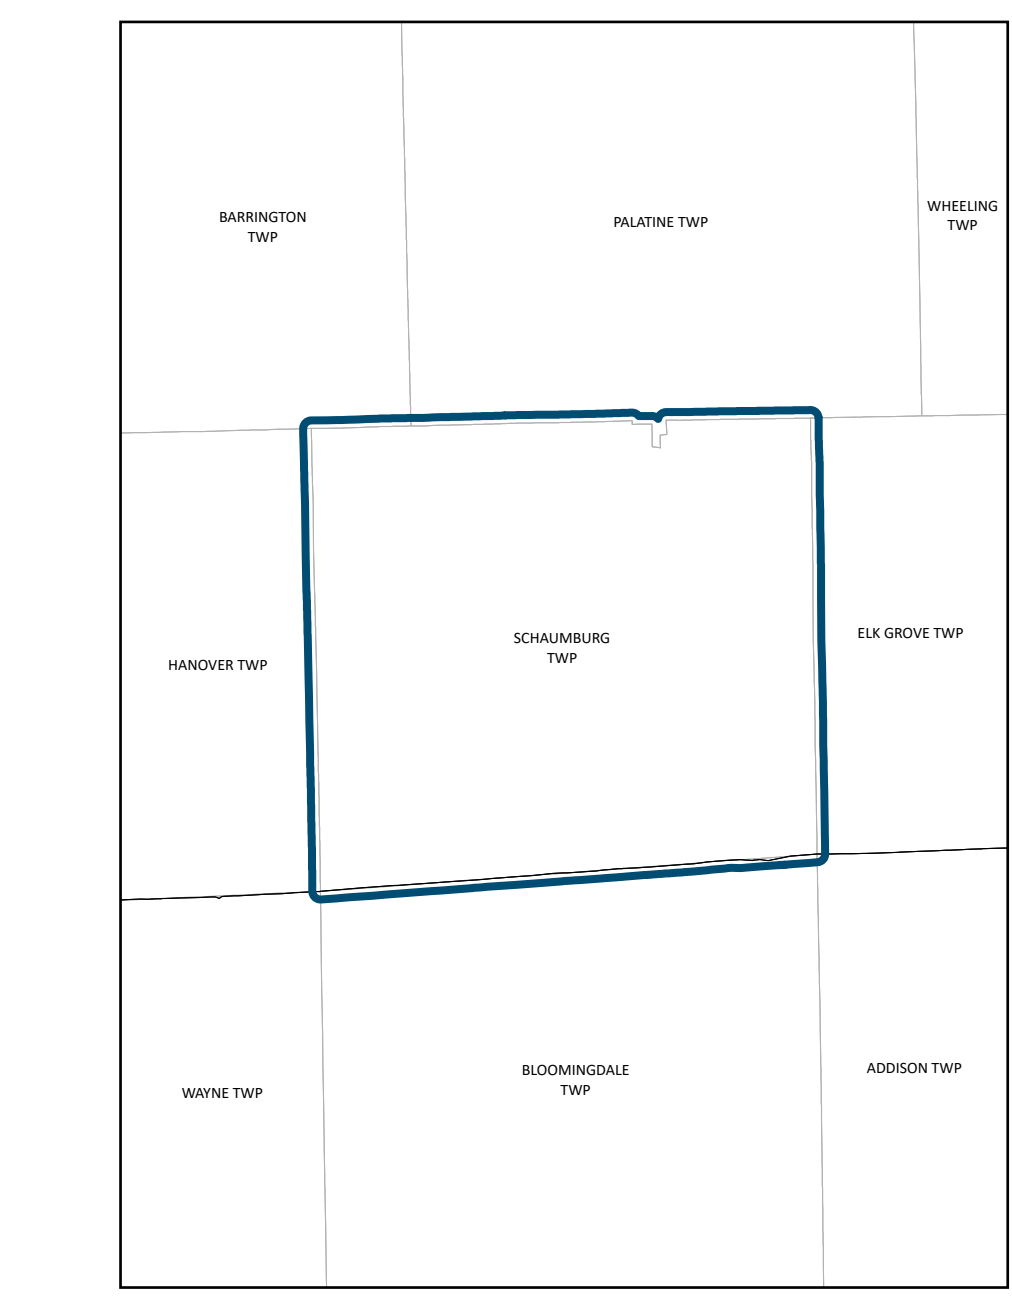 BARRINGTON
TWP
PALATINE TWP
WHEELING
TWP
HANOVER TWP
SCHAUMBURG
TWP
ELK GROVE TWP
WAYNE TWP
BLOOMINGDALE
TWP
ADDISON TWP